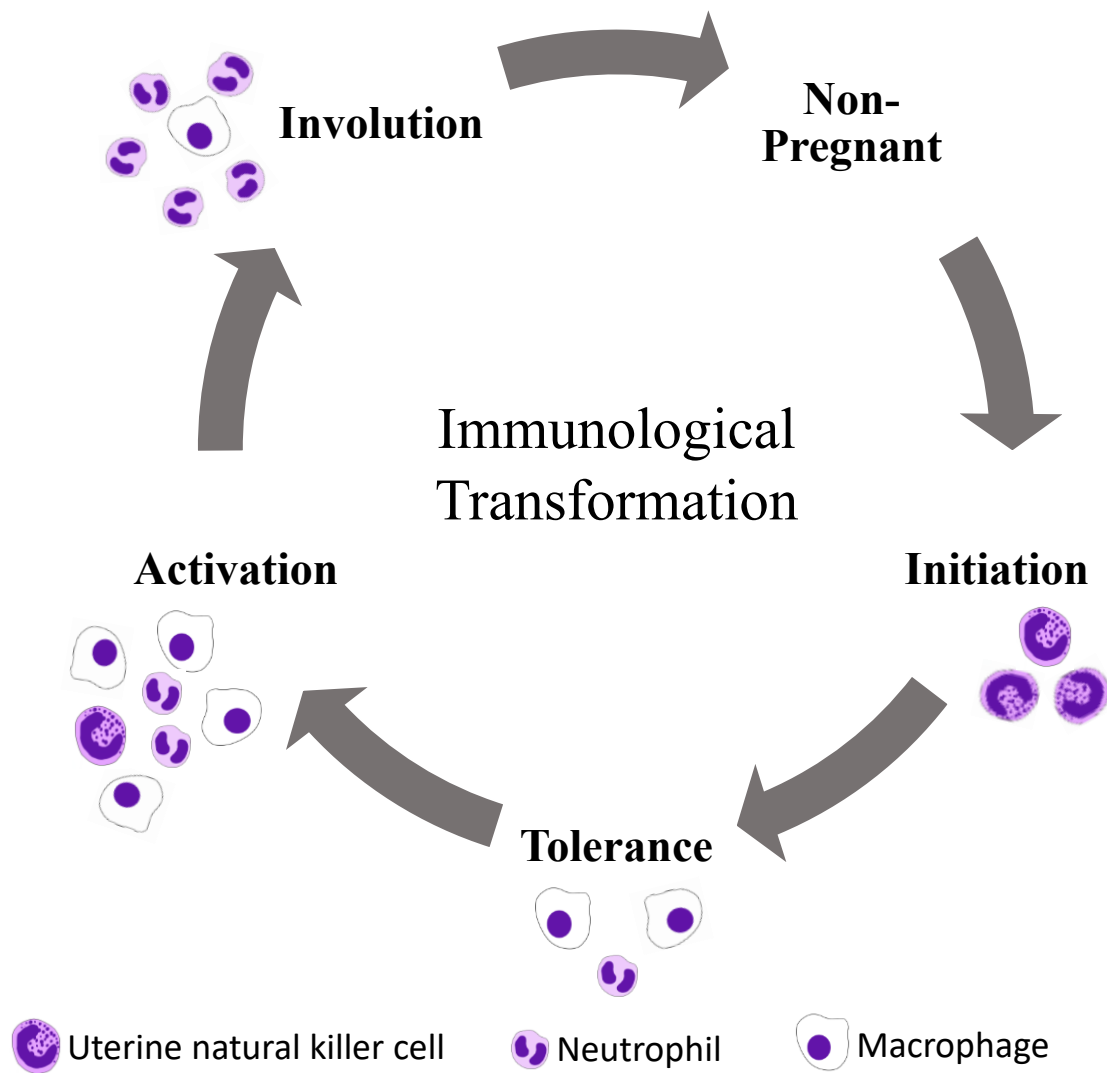 Involution
Non-
Pregnant
Immunological
Transformation
Activation
Initiation
Tolerance
Uterine natural killer cell
Neutrophil
Macrophage